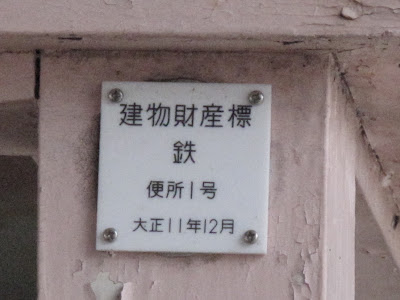 建物財産標
鉄
便所1号
大正11年12月